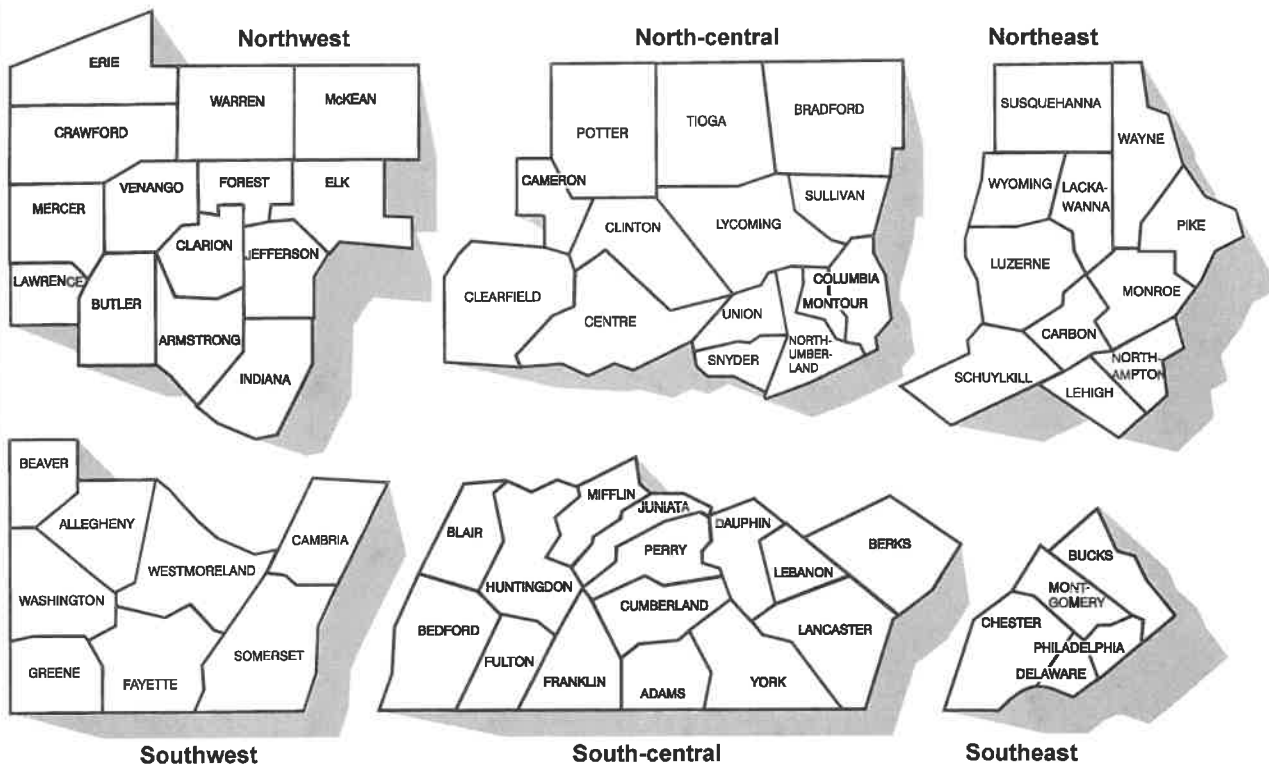 Northwest
ERIE
WARREN
McKEAN
CRAWFORD
VENANGO
FOREST
ELK
MERCER
CLARION
JEFFERSON
LAWRENCE
BUTLER
ARMSTRONG
INDIANA
North-central
POTTER
TIOGA
BRADFORD
CAMERON
SULLIVAN
CLINTON
LYCOMING
CLEARFIELD
CENTRE
UNION
COLUMBIA
MONTOUR
SNYDER
NORTH-
UMBER-
LAND
Northeast
SUSQUEHANNA
WAYNE
WYOMING
LACKA-
WANNA
PIKE
LUZERNE
MONROE
CARBON
SCHUYLKILL
NORTH-
AMPTON
LEHIGH
BEAVER
ALLEGHENY
CAMBRIA
WESTMORELAND
WASHINGTON
GREENE
FAYETTE
SOMERSET
Southwest
MIFFLIN
JUNIATA
DAUPHIN
BLAIR
PERRY
BERKS
LEBANON
HUNTINGDON
CUMBERLAND
BEDFORD
LANCASTER
FULTON
FRANKLIN
ADAMS
YORK
South-central
BUCKS
MONT-
GOMERY
CHESTER
PHILADELPHIA
DELAWARE
Southeast